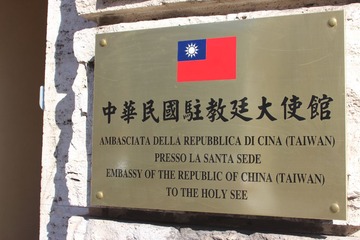 中華民國駐教廷大使館
AMBASCIATA DELLA REPUBBLICA DI CINA (TAIWAN)
PRESSO LA SANTA SEDE
EMBASSY OF THE REPUBLIC OF CHINA (TAIWAN)
TO THE HOLY SEE